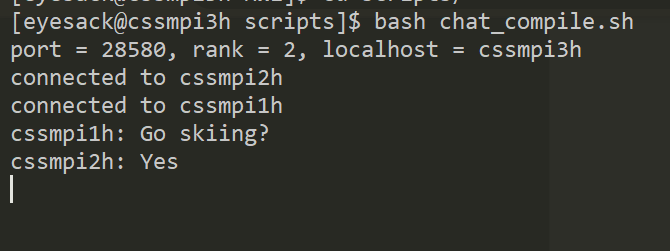 [eyesack@cssmpi3h scripts]$ bash chat_compile.sh
port = 28580, rank = 2, localhost = cssmpi3h
connected to cssmpi2h
connected to cssmpi1h
cssmpi1h: Go skiing?
cssmpi2h: Yes